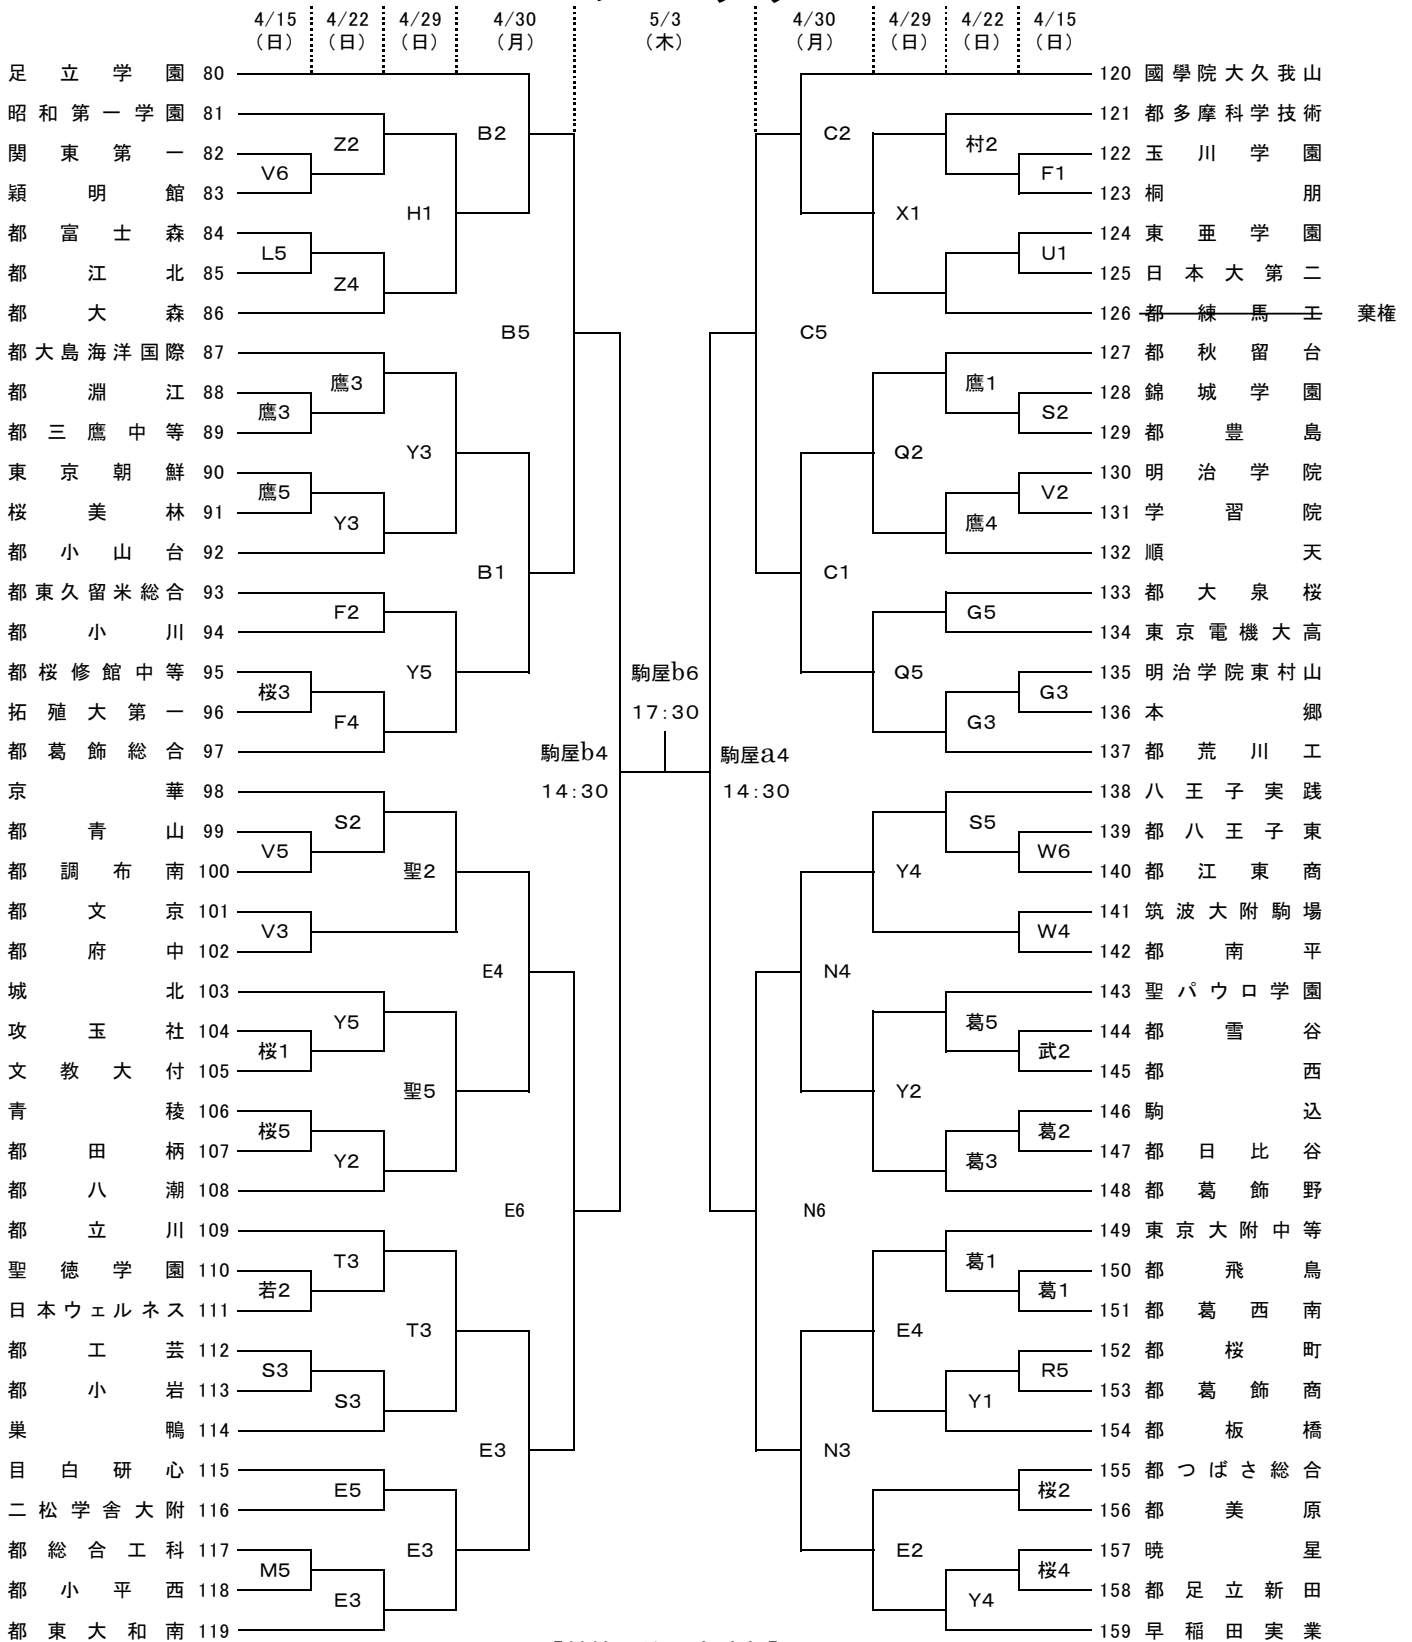 4/15 4/22 4/29 4/30 5/3 4/30 4/29 4/22 4/15
（日） （日） （日） （月） （木） （月） （日） （日） （日）
足立学園 80
昭和第一学園 81
関東第一 82
穎明館 83
都富士森 84
都江北 85
都大森 86
都大島海洋国際 87
都淵江 88
都三鷹中等 89
東京朝鮮 90
桜美林 91
都小山台 92
都東久留米総合 93
都小川 94
都桜修館中等 95
拓殖大第一 96
都葛飾総合 97
京華 98
都青山 99
都調布南 100
都文京 101
都府中 102
城北 103
攻玉社 104
文教大付 105
青稜 106
都田柄 107
都八潮 108
都立川 109
聖徳学園 110
日本ウェルネス 111
都工芸 112
都小岩 113
巣鴨 114
目白研心 115
二松学舎大附 116
都総合工科 117
都小平西 118
都東大和南 119
V6
L5
鷹3
鷹5
桜3
V5
V3
桜1
桜5
若2
S3
M5
Z2
Z4
鷹3
Y3
F2
F4
S2
Y5
Y2
T3
S3
E5
E3
H1
Y3
Y5
聖2
聖5
T3
E3
B2
B1
E4
E3
B5
E6
駒屋b4
14:30
駒屋b6
17:30
駒屋a4
14:30
C5
N6
C2
C1
N4
N3
X1
Q2
Q5
Y4
Y2
E4
E2
村2
鷹1
鷹4
G5
G3
S5
葛5
葛3
葛1
Y1
Y4
F1
U1
S2
V2
G3
W6
W4
武2
葛2
葛1
R5
桜2
桜4
120 國學院大久我山
121 都多摩科学技術
122 玉川学園
123 桐朋
124 東亜学園
125 日本大第二
126 都練馬工 棄権
127 都秋留台
128 錦城学園
129 都豊島
130 明治学院
131 学習院
132 順天
133 都大泉桜
134 東京電機大高
135 明治学院東村山
136 本郷
137 都荒川工
138 八王子実践
139 都八王子東
140 都江東商
141 筑波大附駒場
142 都南平
143 聖パウロ学園
144 都雪谷
145 都西
146 駒込
147 都日比谷
148 都葛飾野
149 東京大附中等
150 都飛鳥
151 都葛西南
152 都桜町
153 都葛飾商
154 都板橋
155 都つばさ総合
156 都美原
157 暁星
158 都足立新田
159 早稲田実業